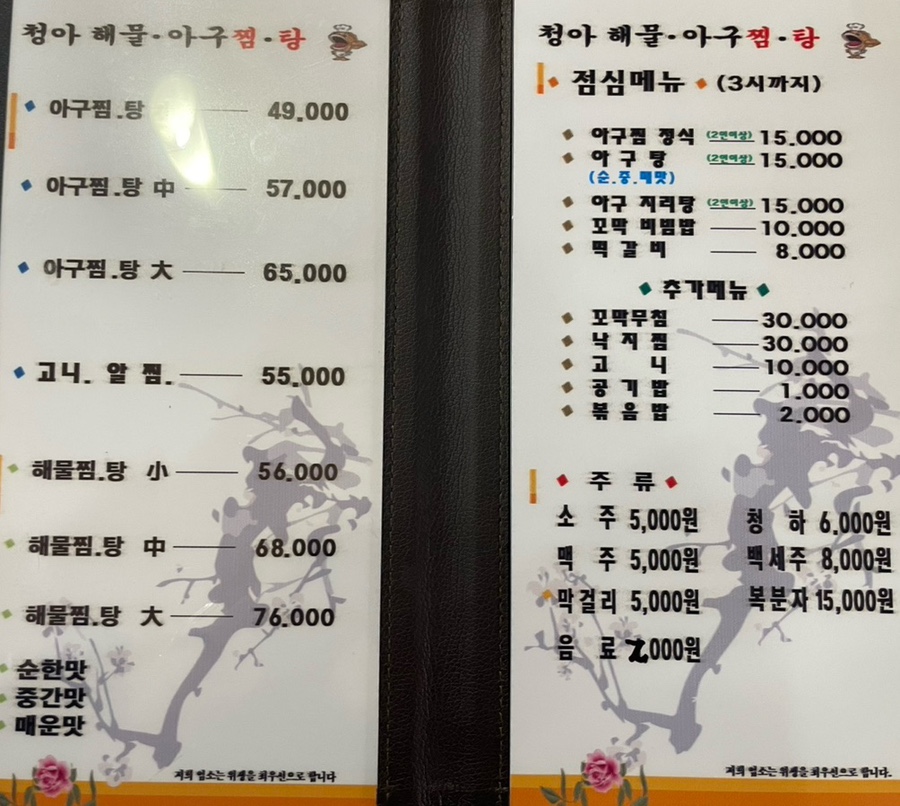 청아 해물·아구찜·탕
아구찜.탕 49.000
아구찜.탕 中 57.000
아구찜.탕 大 65.000
고니. 알 찜. 55.000
해물찜.탕 小 56.000
해물찜.탕 中 68.000
해물찜.탕 大 76.000
순한맛
중간맛
매운맛
저희 업소는 위생을 최우선으로 합니다
청아 해물·아구찜·탕
점심메뉴 (3시까지)
아구찜 정식 (2인이상) 15.000
아 구 탕 (2인이상) 15.000
(순.중.매맛)
아구 지리탕 (2인이상) 15.000
꼬막 비빔밥 10.000
떡 갈 비 8.000
추가메뉴
꼬막무침 30.000
낙 지 찜 30.000
고 니 10.000
공 기 밥 1.000
볶 음 밥 2.000
주 류
소 주 5,000원 청 하 6,000원
맥 주 5,000원 백세주 8,000원
막걸리 5,000원 복분자 15,000원
음 료 2,000원
저희 업소는 위생을 최우선으로 합니다.